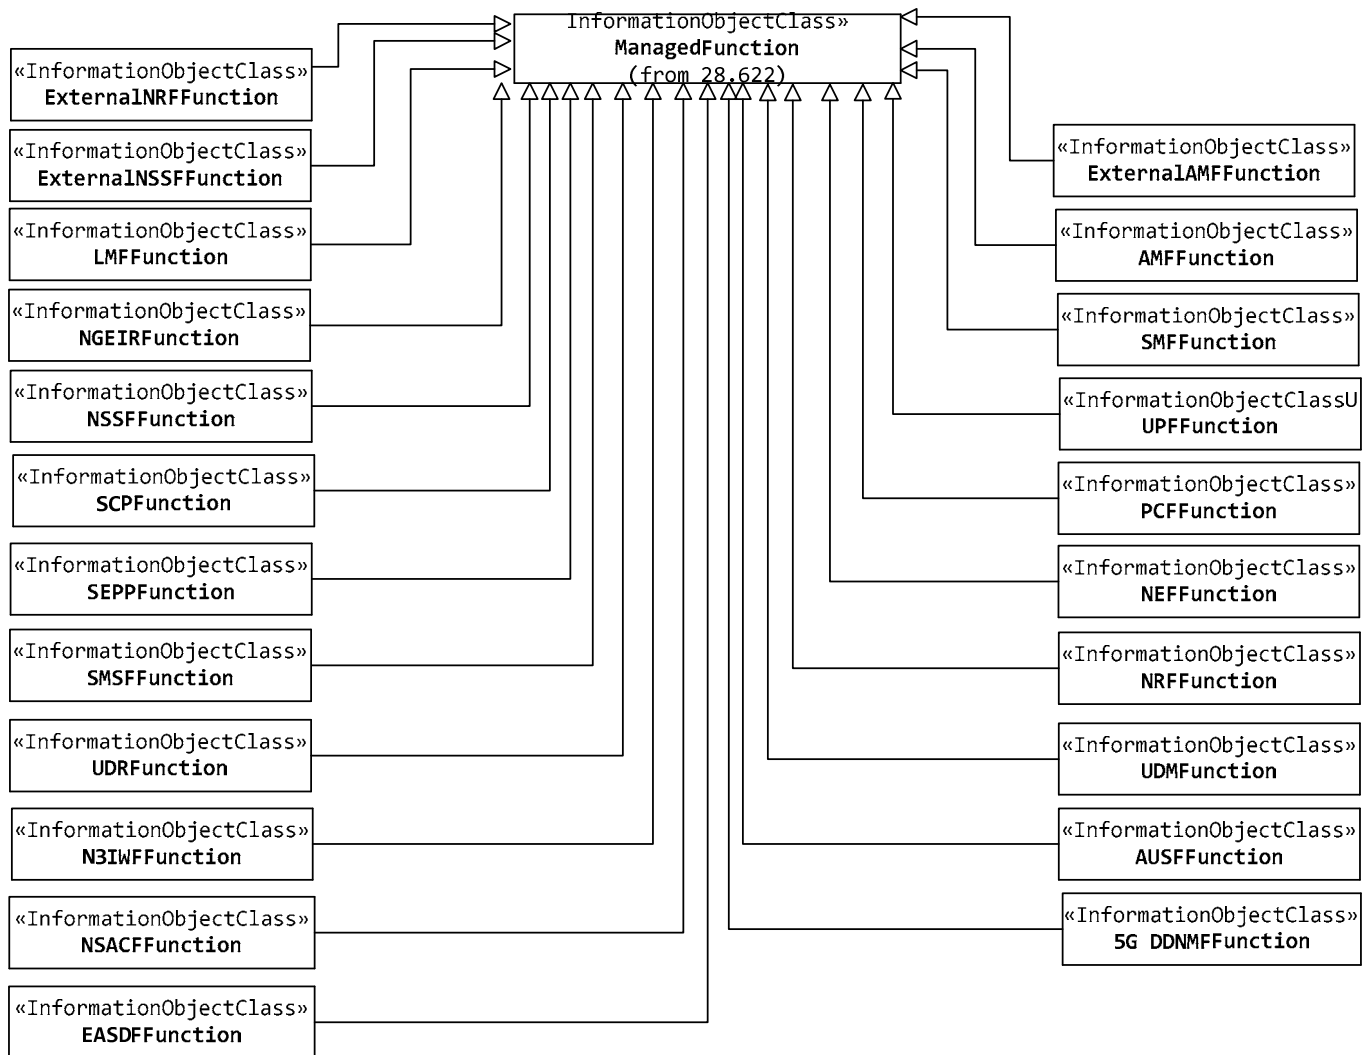 InformationObjectClass»
ManagedFunction
(from 28.622)
«InformationObjectClass»
ExternalNRFFunction
«InformationObjectClass»
ExternalNSSFFunction
«InformationObjectClass»
LMFFunction
«InformationObjectClass»
NGEIRFunction
«InformationObjectClass»
NSSFFunction
«InformationObjectClass»
SCPFunction
«InformationObjectClass»
SEPPFunction
«InformationObjectClass»
SMSFFunction
«InformationObjectClass»
UDRFunction
«InformationObjectClass»
N3IWFFunction
«InformationObjectClass»
NSACFFunction
«InformationObjectClass»
EASDFFunction
«InformationObjectClass»
ExternalAMFFunction
«InformationObjectClass»
AMFFunction
«InformationObjectClass»
SMFFunction
«InformationObjectClassU
UPFFunction
«InformationObjectClass»
PCFFunction
«InformationObjectClass»
NEFFunction
«InformationObjectClass»
NRFFunction
«InformationObjectClass»
UDMFunction
«InformationObjectClass»
AUSFFunction
«InformationObjectClass»
5G DDNMFFunction